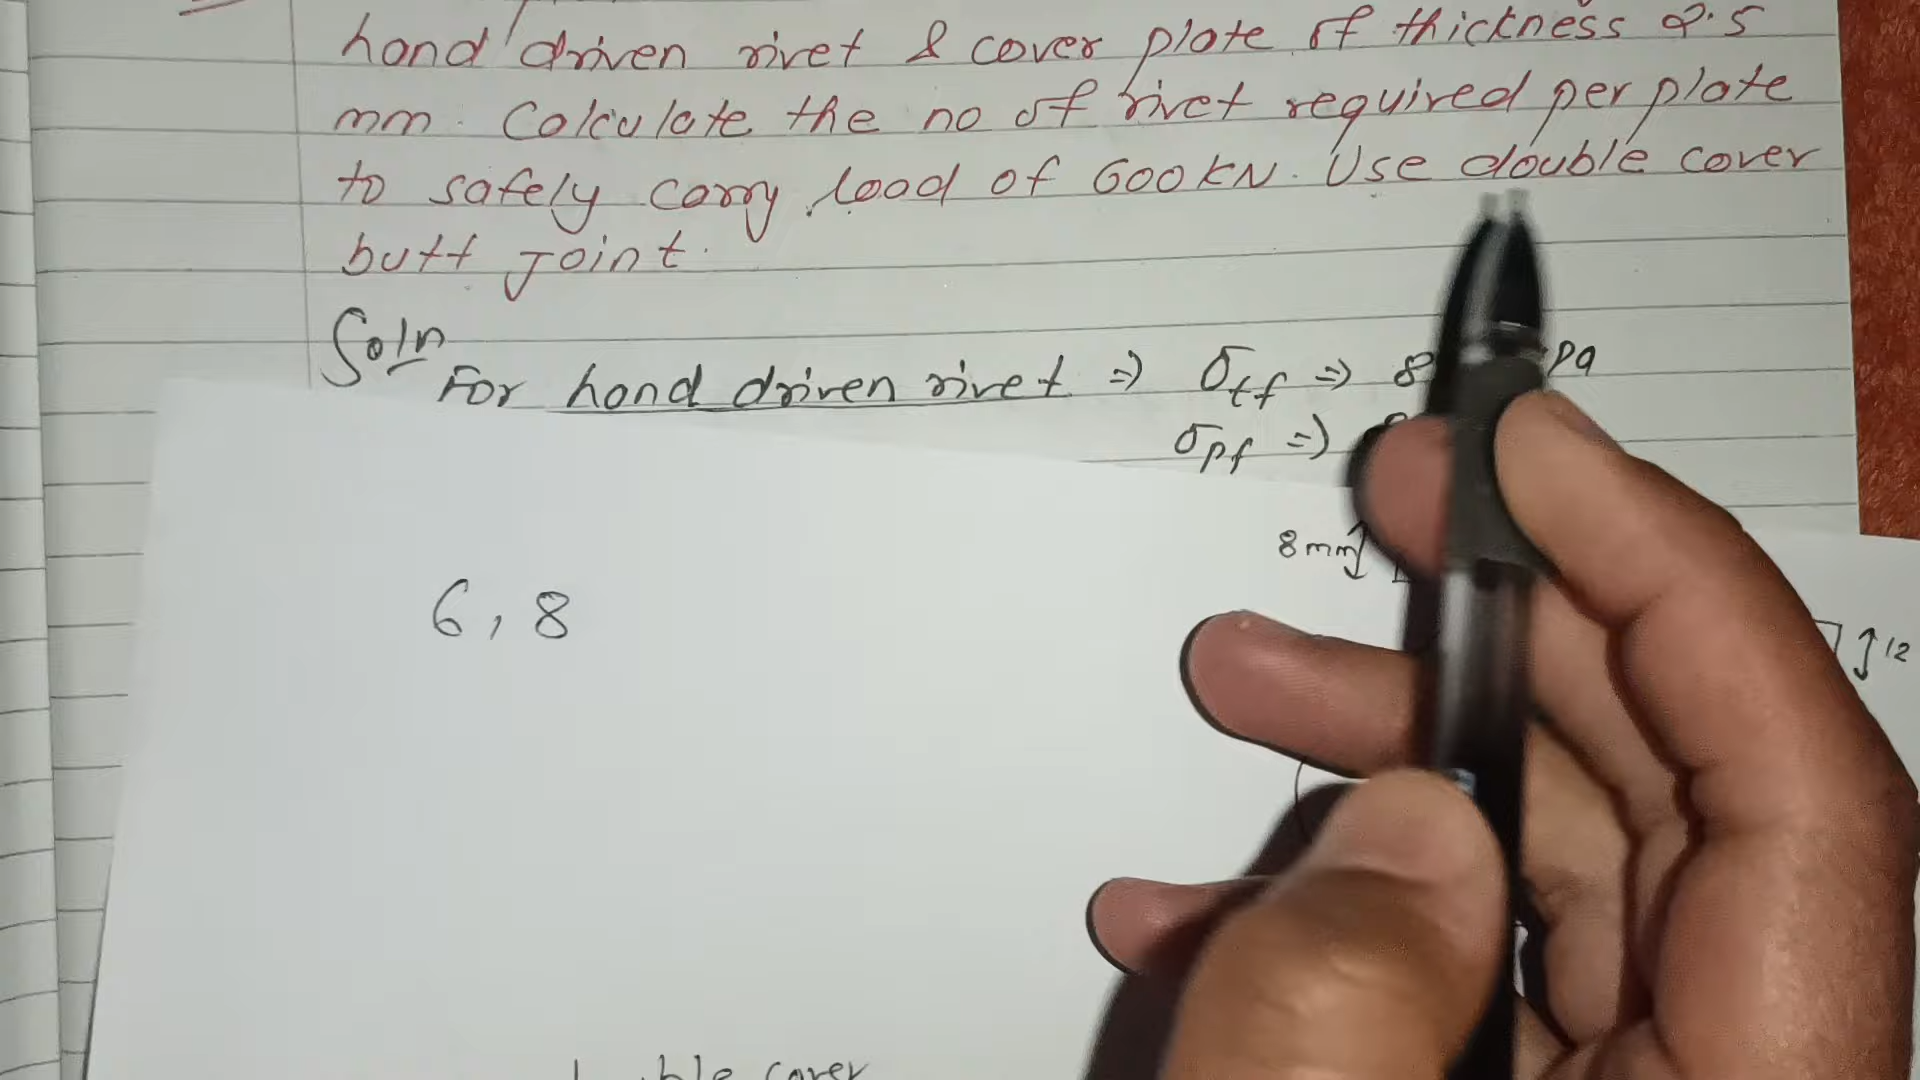 hand driven rivet & cover plate of thickness 2.5
mm. Calculate the no of rivet required per plate
to safely carry load of 600 KN. Use double cover
butt Joint.
Soln
For hand driven rivet => σtf => 8
σpf =>
8mm
6, 8
12
cover